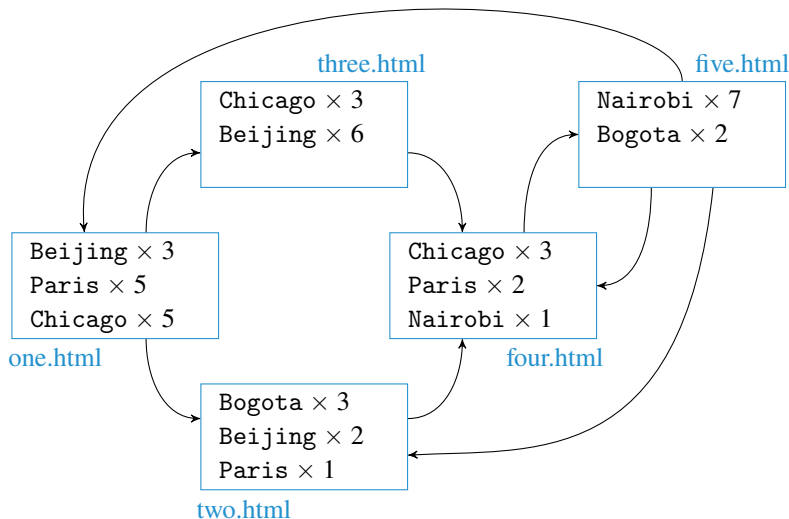 three.html
five.html
Chicago × 3
Beijing × 6
Nairobi × 7
Bogota × 2
Beijing × 3
Paris × 5
Chicago × 5
one.html
Chicago × 3
Paris × 2
Nairobi × 1
four.html
Bogota × 3
Beijing × 2
Paris × 1
two.html